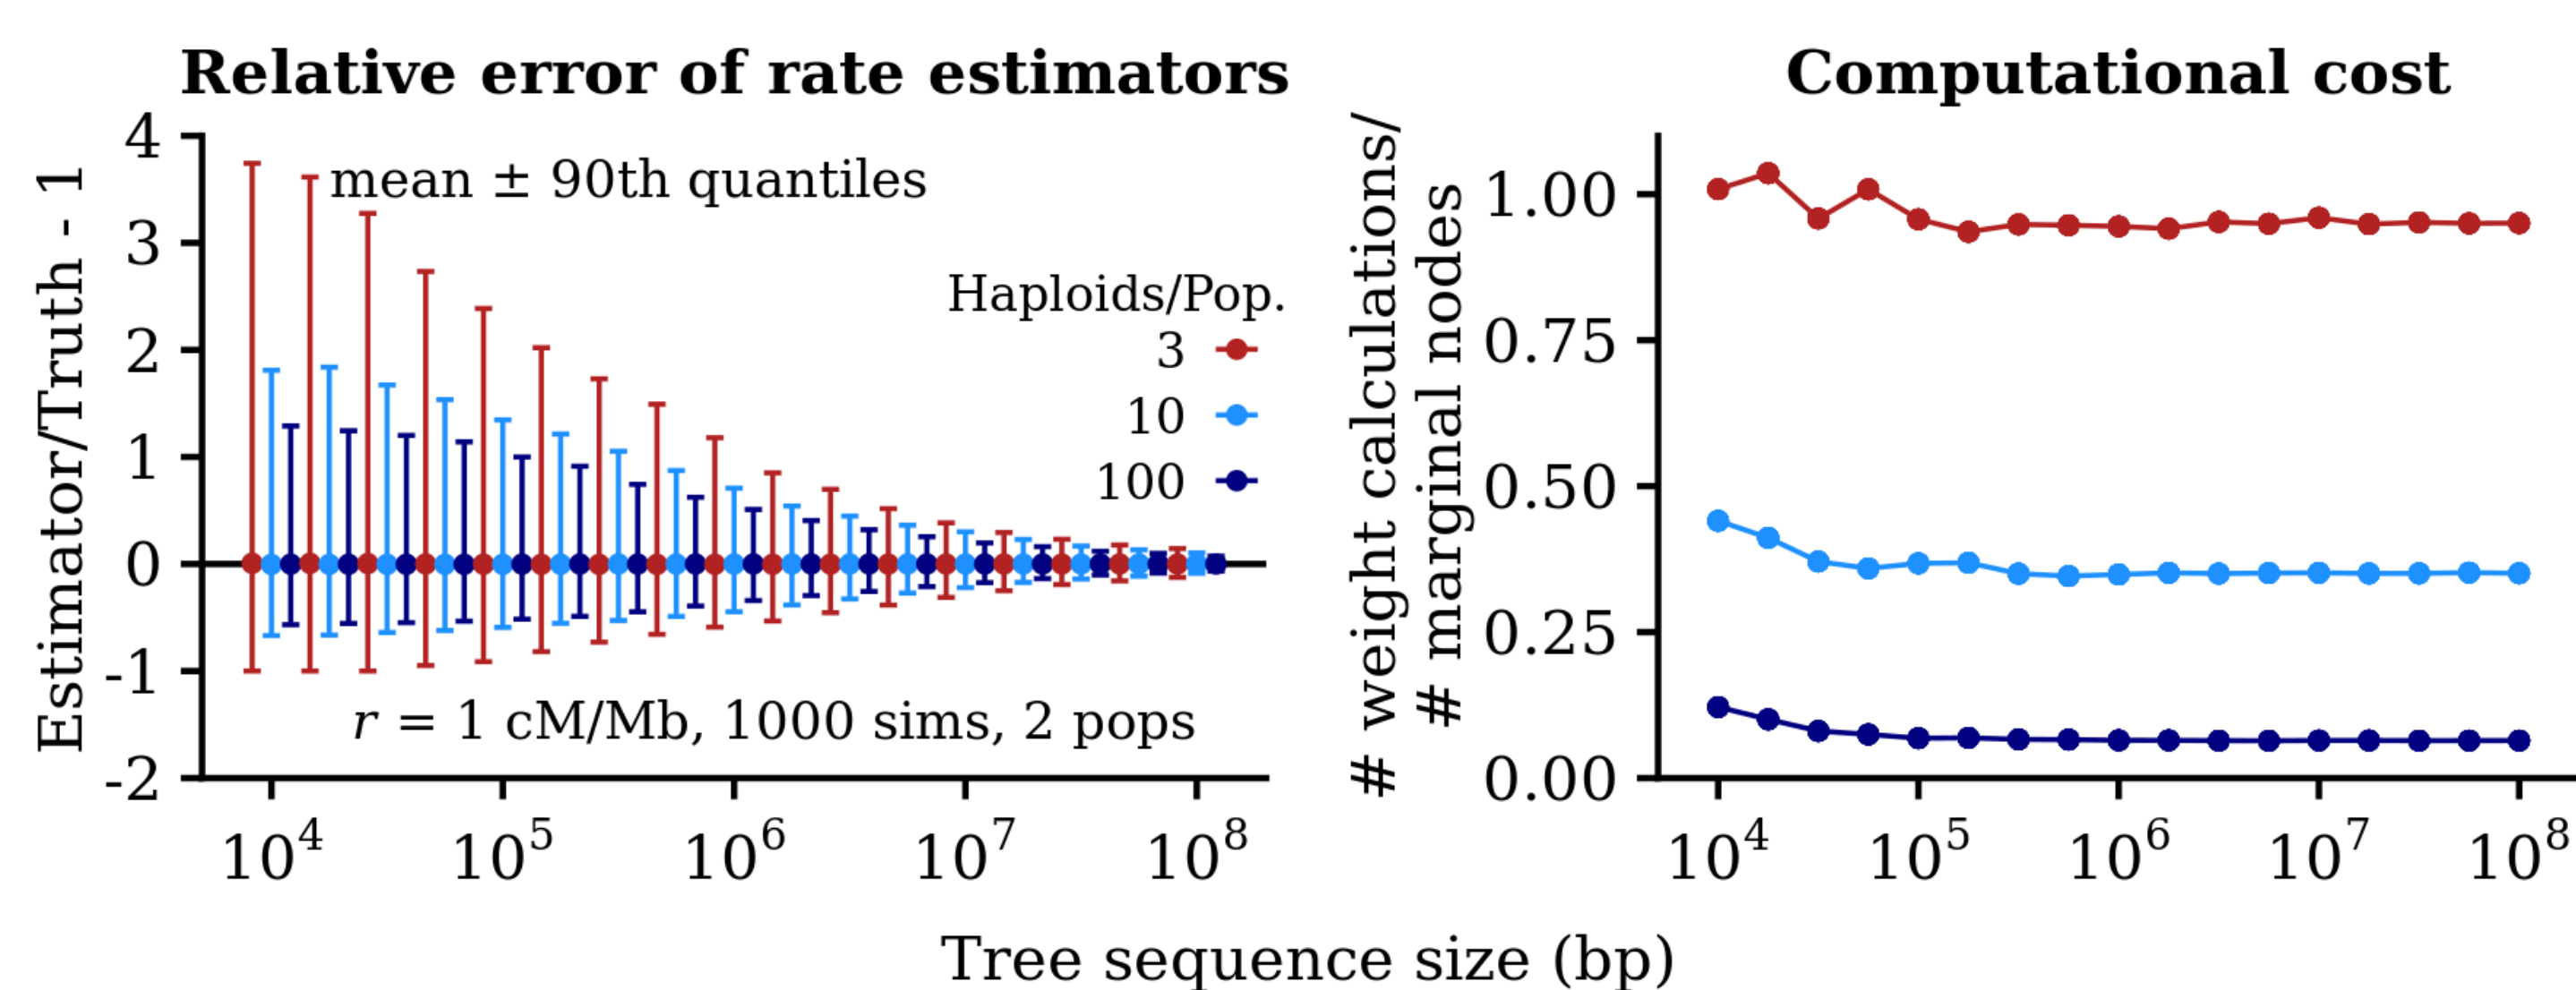 Relative error of rate estimators
Estimator/Truth - 1
4
3
2
1
0
-1
-2
mean ± 90th quantiles
Haploids/Pop.
3
10
100
r = 1 cM/Mb, 1000 sims, 2 pops
10⁴ 10⁵ 10⁶ 10⁷ 10⁸
Computational cost
# weight calculations/
# marginal nodes
1.00
0.75
0.50
0.25
0.00
10⁴ 10⁵ 10⁶ 10⁷ 10⁸
Tree sequence size (bp)